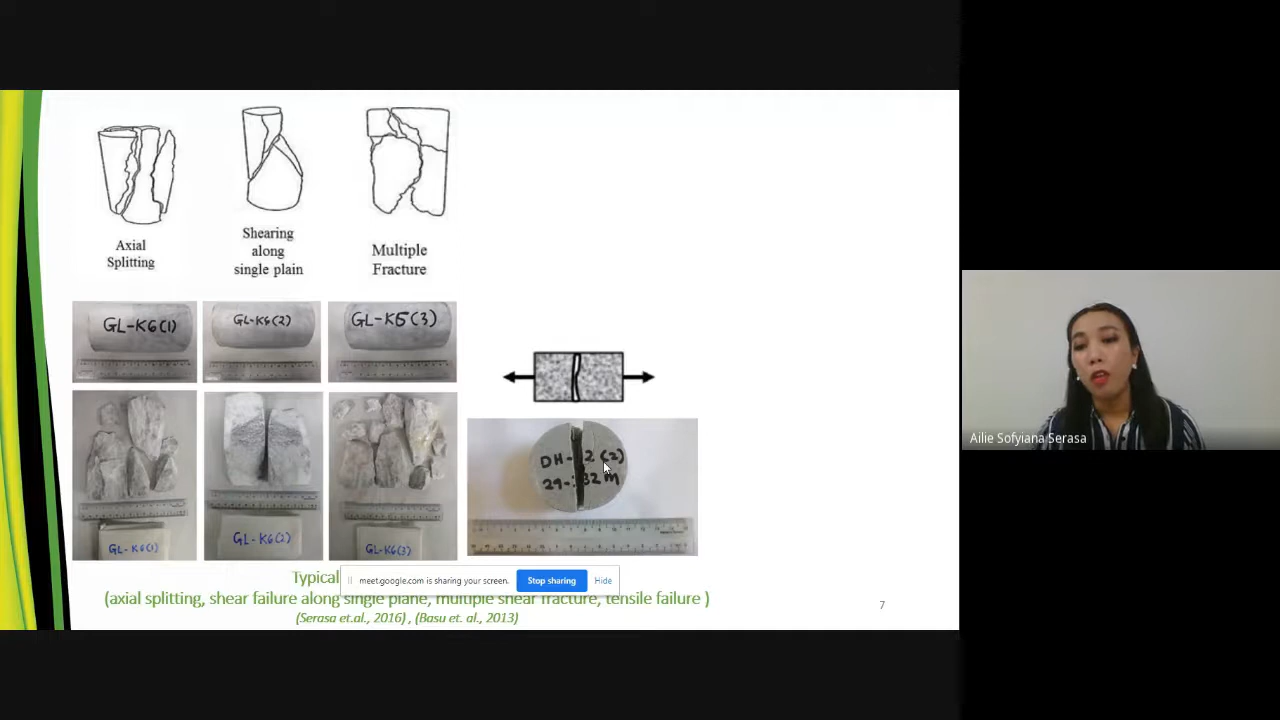 Axial
Splitting
Shearing
along
single plain
Multiple
Fracture
GL-K6(1)
GL-K6(2)
GL-K6(3)
GL-K6(1)
GL-K6(2)
GL-K6(3)
DH- 2 (2)
29- 32 m
Typical
meet.google.com is sharing your screen.
Stop sharing
Hide
(axial splitting, shear failure along single plane, multiple shear fracture, tensile failure )
(Serasa et.al., 2016) , (Basu et. al., 2013)
7
Ailie Sofyiana Serasa